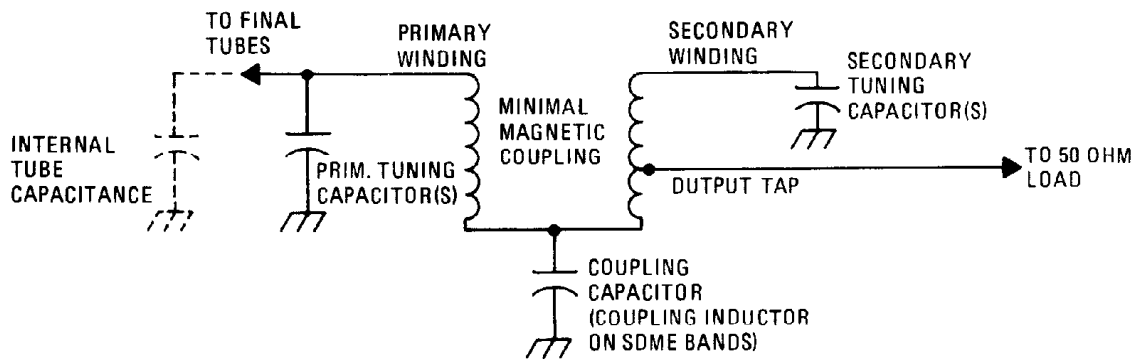 TO FINAL
TUBES
PRIMARY
WINDING
SECONDARY
WINDING
SECONDARY
TUNING
CAPACITOR(S)
MINIMAL
MAGNETIC
COUPLING
INTERNAL
TUBE
CAPACITANCE
PRIM. TUNING
CAPACITOR(S)
DUTPUT TAP
TO 50 OHM
LOAD
COUPLING
CAPACITOR
(COUPLING INDUCTOR
ON SDME BANDS)